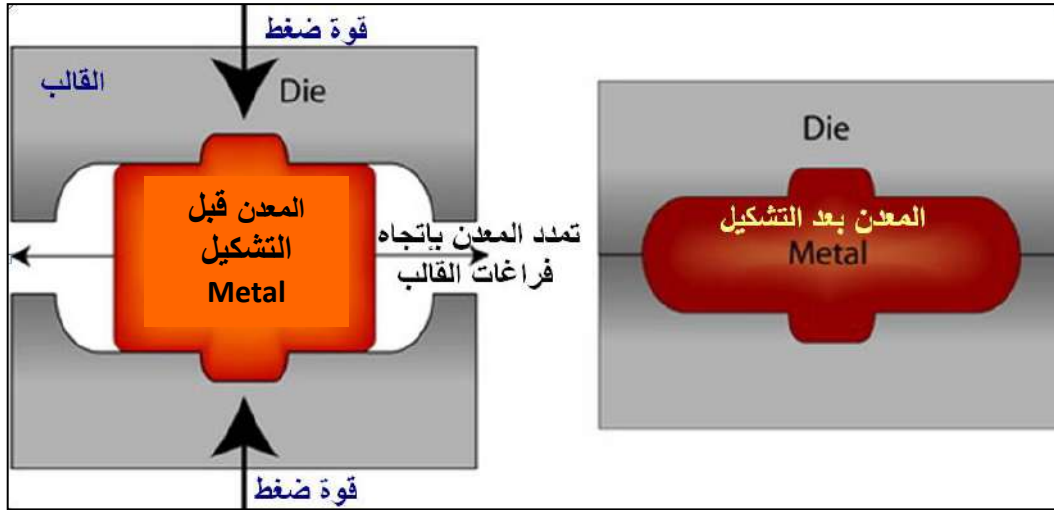 قوة ضغط
القالب
Die
المعدن قبل
التشكيل
Metal
تمدد المعدن بإتجاه
فراغات القالب
قوة ضغط
Die
المعدن بعد التشكيل
Metal